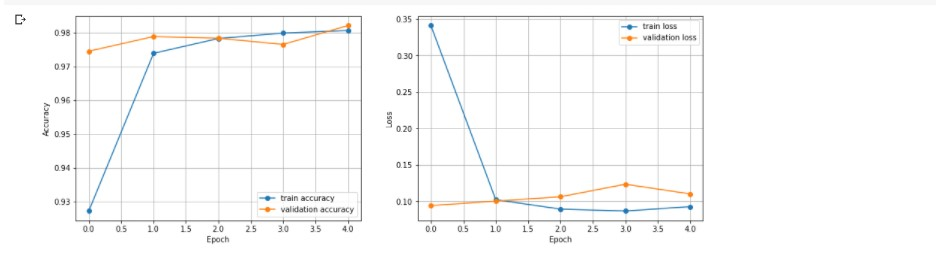 0.98
0.97
0.96
0.95
0.94
0.93
Accuracy
0.0 0.5 1.0 1.5 2.0 2.5 3.0 3.5 4.0
Epoch
train accuracy
validation accuracy
0.35
0.30
0.25
0.20
0.15
0.10
Loss
0.0 0.5 1.0 1.5 2.0 2.5 3.0 3.5 4.0
Epoch
train loss
validation loss